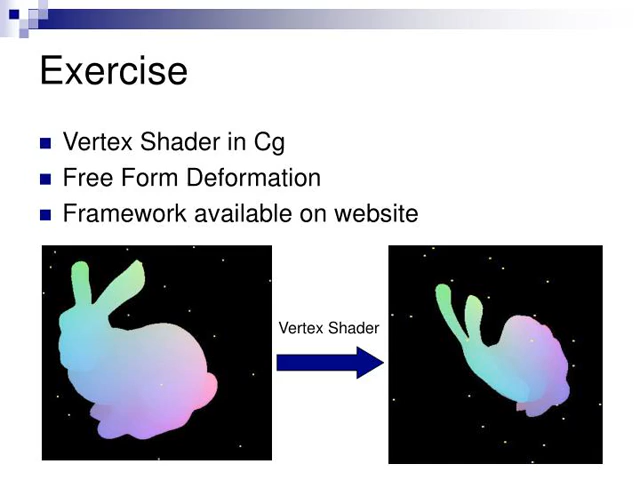 Exercise
Vertex Shader in Cg
Free Form Deformation
Framework available on website
Vertex Shader